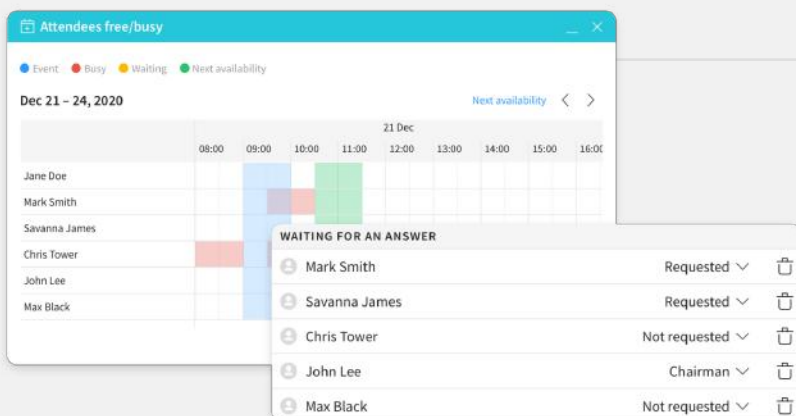 Attendees free/busy
Event Busy Waiting Next availability
Dec 21 – 24, 2020 Next availability
21 Dec
08:00 09:00 10:00 11:00 12:00 13:00 14:00 15:00 16:00
Jane Doe
Mark Smith
Savanna James
Chris Tower
John Lee
Max Black
WAITING FOR AN ANSWER
Mark Smith Requested
Savanna James Requested
Chris Tower Not requested
John Lee Chairman
Max Black Not requested